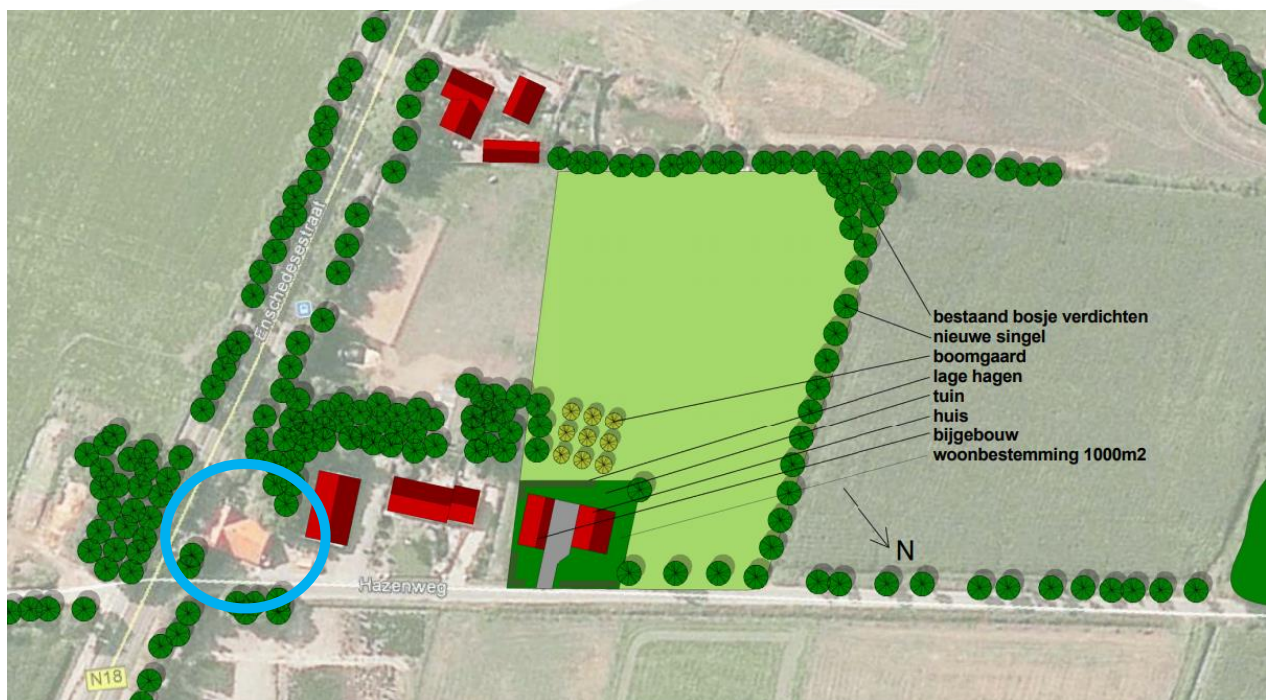 Enschedesestraat
bestaand bosje verdichten
nieuwe singel
boomgaard
lage hagen
tuin
huis
bijgebouw
woonbestemming 1000m2
N
Hazenweg
N18